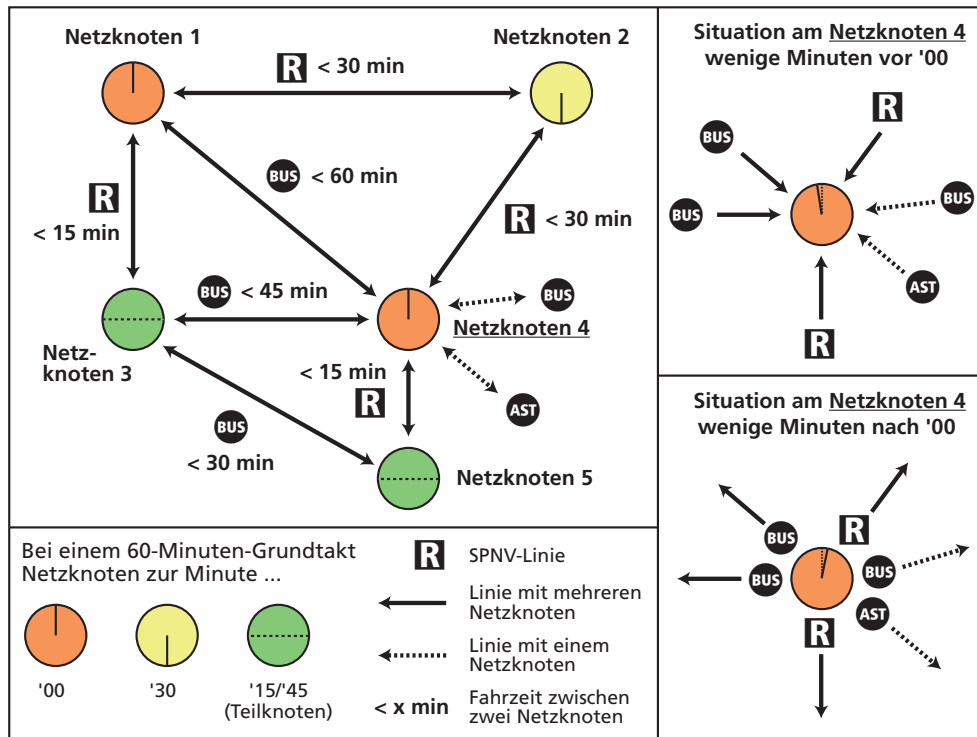 Netzknoten 1
Netzknoten 2
R < 30 min
BUS < 60 min
R
< 15 min
R < 30 min
BUS < 45 min
BUS
Netzknoten 4
Netz-
knoten 3
< 15 min
R
AST
BUS
< 30 min
Netzknoten 5
Bei einem 60-Minuten-Grundtakt
Netzknoten zur Minute ...
'00
'30
'15/'45
(Teilknoten)
R SPNV-Linie
Linie mit mehreren
Netzknoten
Linie mit einem
Netzknoten
< x min Fahrzeit zwischen
zwei Netzknoten
Situation am Netzknoten 4
wenige Minuten vor '00
R
BUS
BUS
BUS
AST
R
Situation am Netzknoten 4
wenige Minuten nach '00
BUS
R
BUS
BUS
R
AST